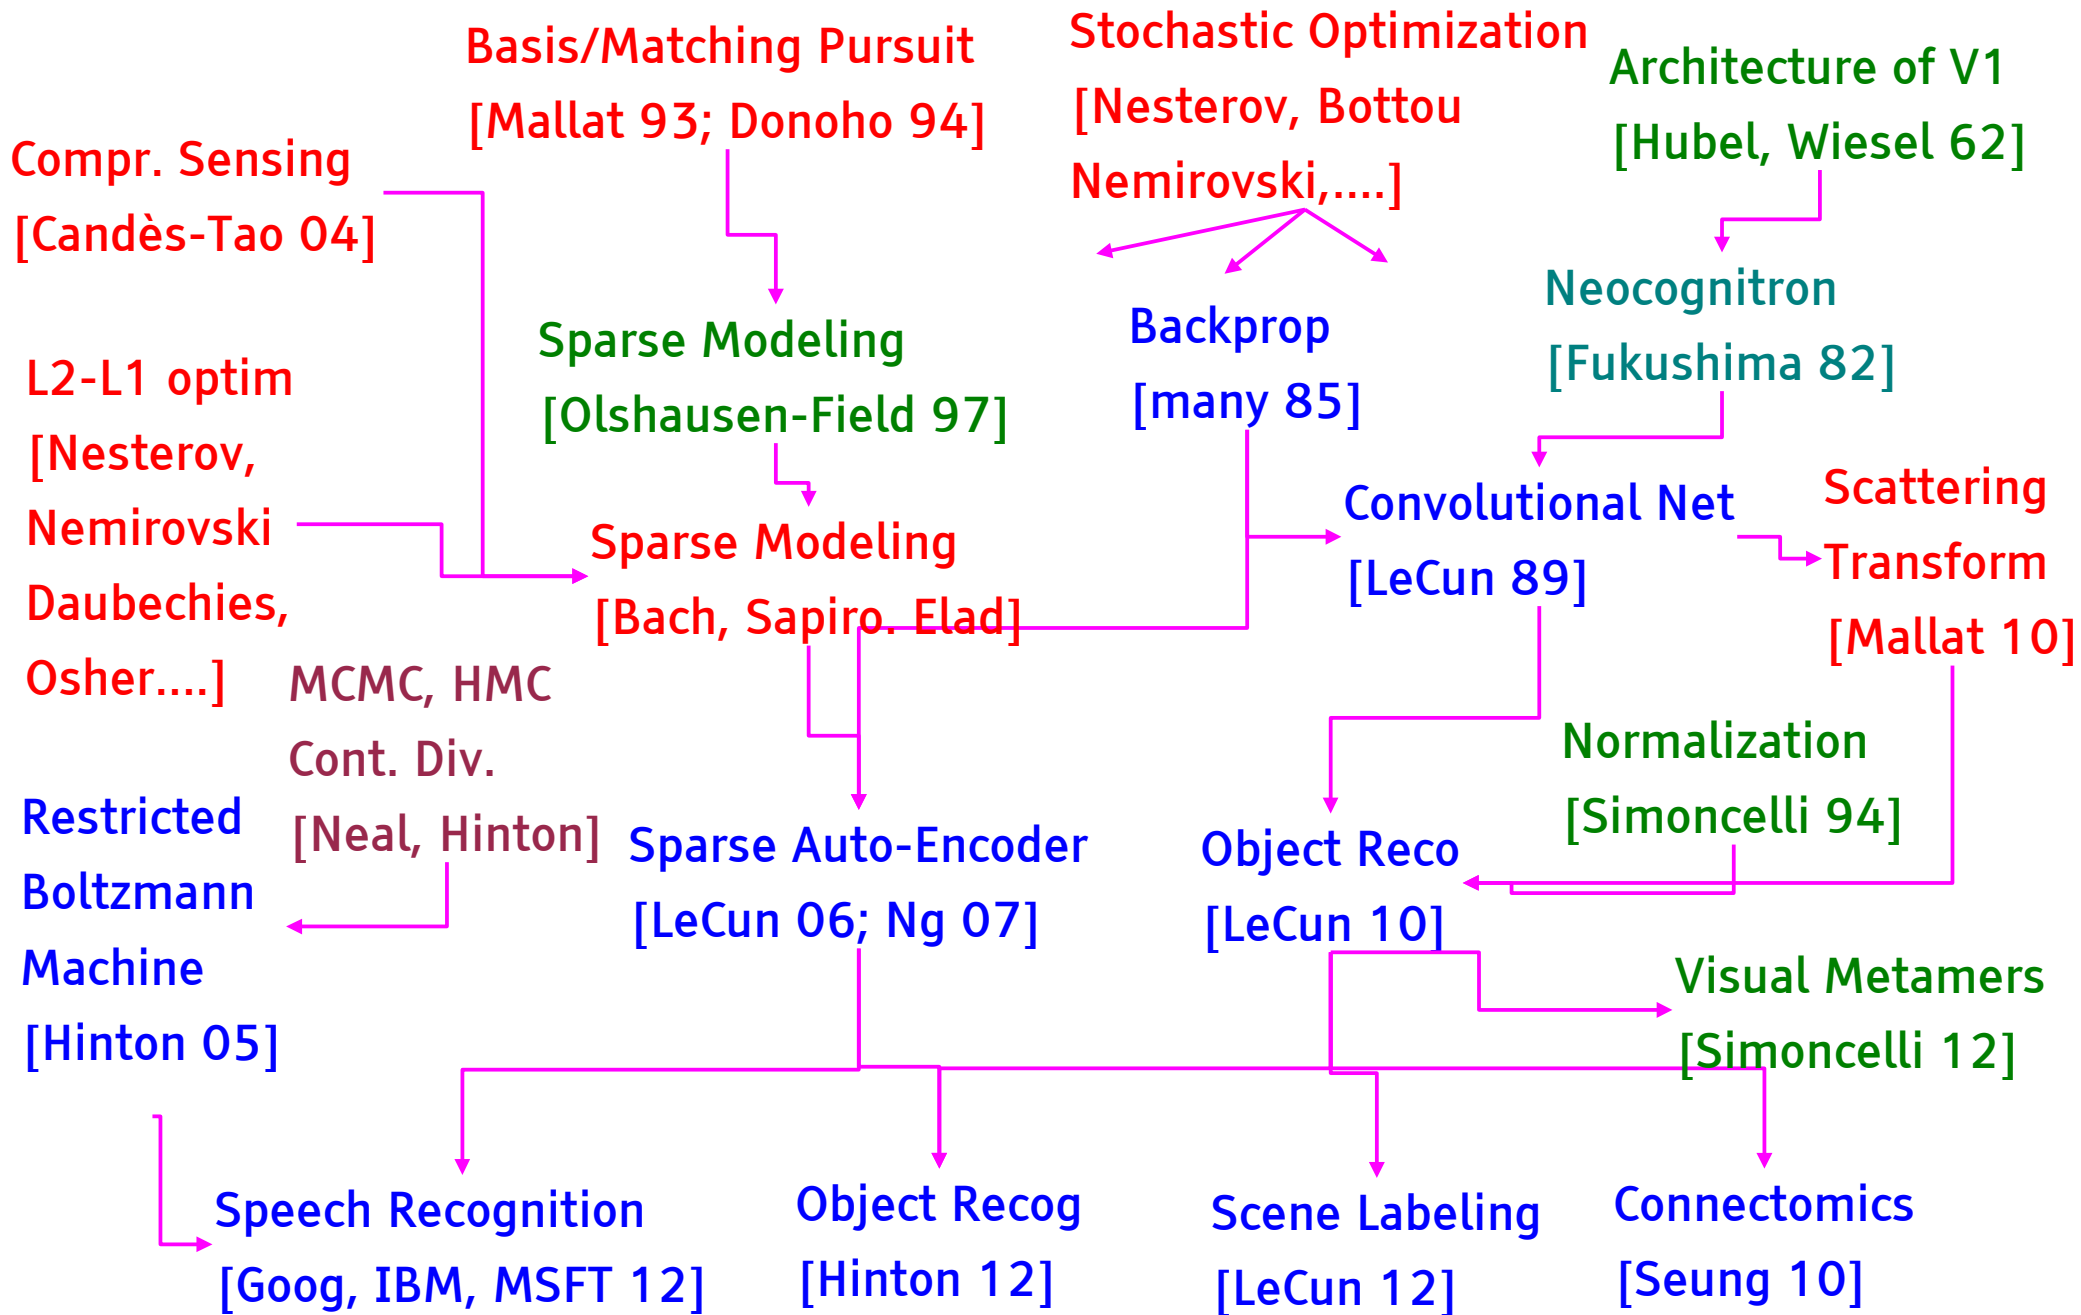 Basis/Matching Pursuit
[Mallat 93; Donoho 94]
Stochastic Optimization
[Nesterov, Bottou
Nemirovski,....]
Architecture of V1
[Hubel, Wiesel 62]
Compr. Sensing
[Candès-Tao 04]
Neocognitron
[Fukushima 82]
Sparse Modeling
[Olshausen-Field 97]
Backprop
[many 85]
L2-L1 optim
[Nesterov,
Nemirovski
Daubechies,
Osher....]
Convolutional Net
[LeCun 89]
Scattering
Transform
[Mallat 10]
Sparse Modeling
[Bach, Sapiro. Elad]
MCMC, HMC
Cont. Div.
[Neal, Hinton]
Normalization
[Simoncelli 94]
Restricted
Boltzmann
Machine
[Hinton 05]
Sparse Auto-Encoder
[LeCun 06; Ng 07]
Object Reco
[LeCun 10]
Visual Metamers
[Simoncelli 12]
Speech Recognition
[Goog, IBM, MSFT 12]
Object Recog
[Hinton 12]
Scene Labeling
[LeCun 12]
Connectomics
[Seung 10]